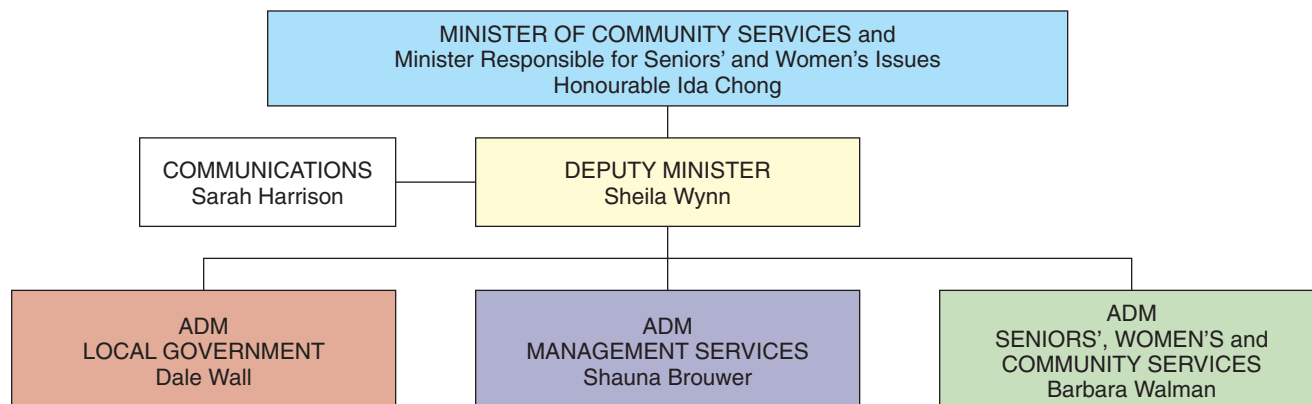 MINISTER OF COMMUNITY SERVICES and
Minister Responsible for Seniors’ and Women’s Issues
Honourable Ida Chong
COMMUNICATIONS
Sarah Harrison
DEPUTY MINISTER
Sheila Wynn
ADM
LOCAL GOVERNMENT
Dale Wall
ADM
MANAGEMENT SERVICES
Shauna Brouwer
ADM
SENIORS’, WOMEN’S and
COMMUNITY SERVICES
Barbara Walman